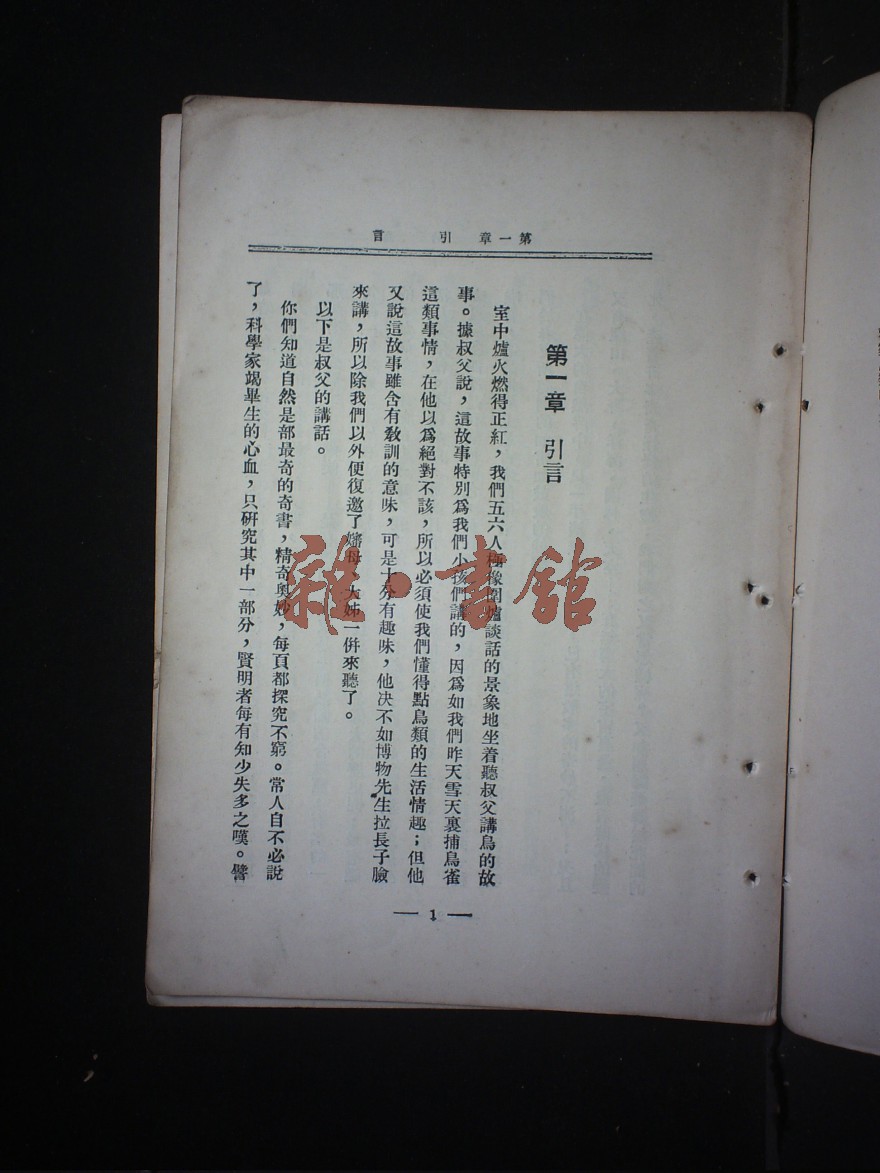 第一章 引言
第一章 引言
室中爐火燃得正紅，我們五六人極像圍爐談話的景象地坐着聽叔父講鳥的故
事。據叔父說，這故事特別爲我們小孩們講的，因爲如我們昨天雪天裏捕鳥雀
這類事情，在他以爲絕對不該，所以必須使我們懂得點鳥類的生活情趣；但他
又說這故事雖含有敎訓的意味，可是十分有趣味，他决不如博物先生拉長子臉
來講，所以除我們以外便復邀了嬸母、大姊一倂來聽了。
以下是叔父的講話。
你們知道自然是部最奇的奇書，精奇奧妙，每頁都探究不窮。常人自不必說
了，科學家竭畢生的心血，只硏究其中一部分，賢明者每有知少失多之嘆。譬
— 1 —
雜·書館